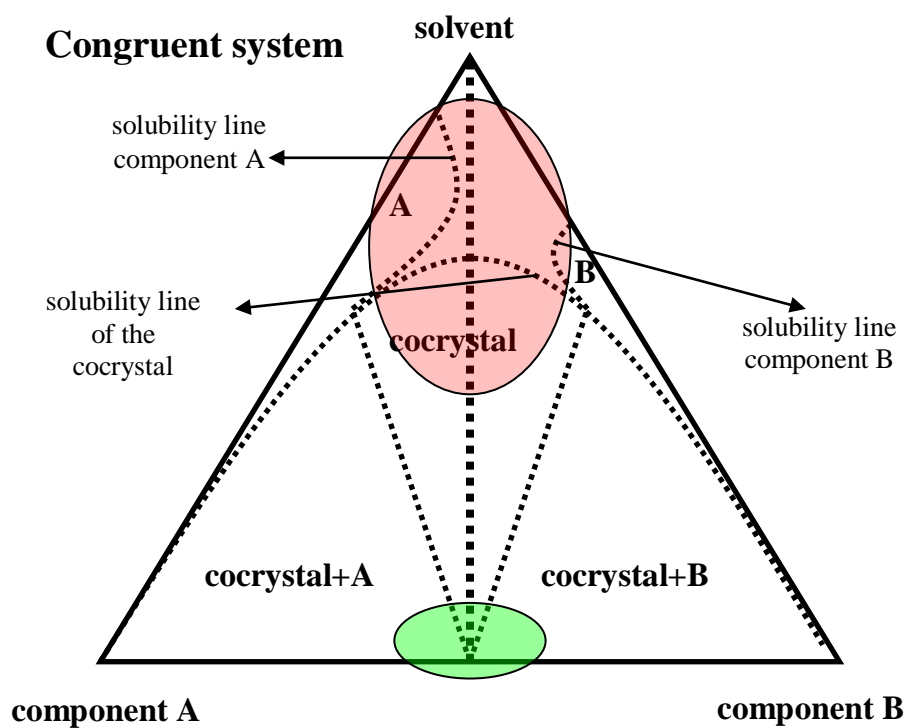 Congruent system
solvent
solubility line
component A
A
B
solubility line
of the
cocrystal
cocrystal
solubility line
component B
cocrystal+A
cocrystal+B
component A
component B